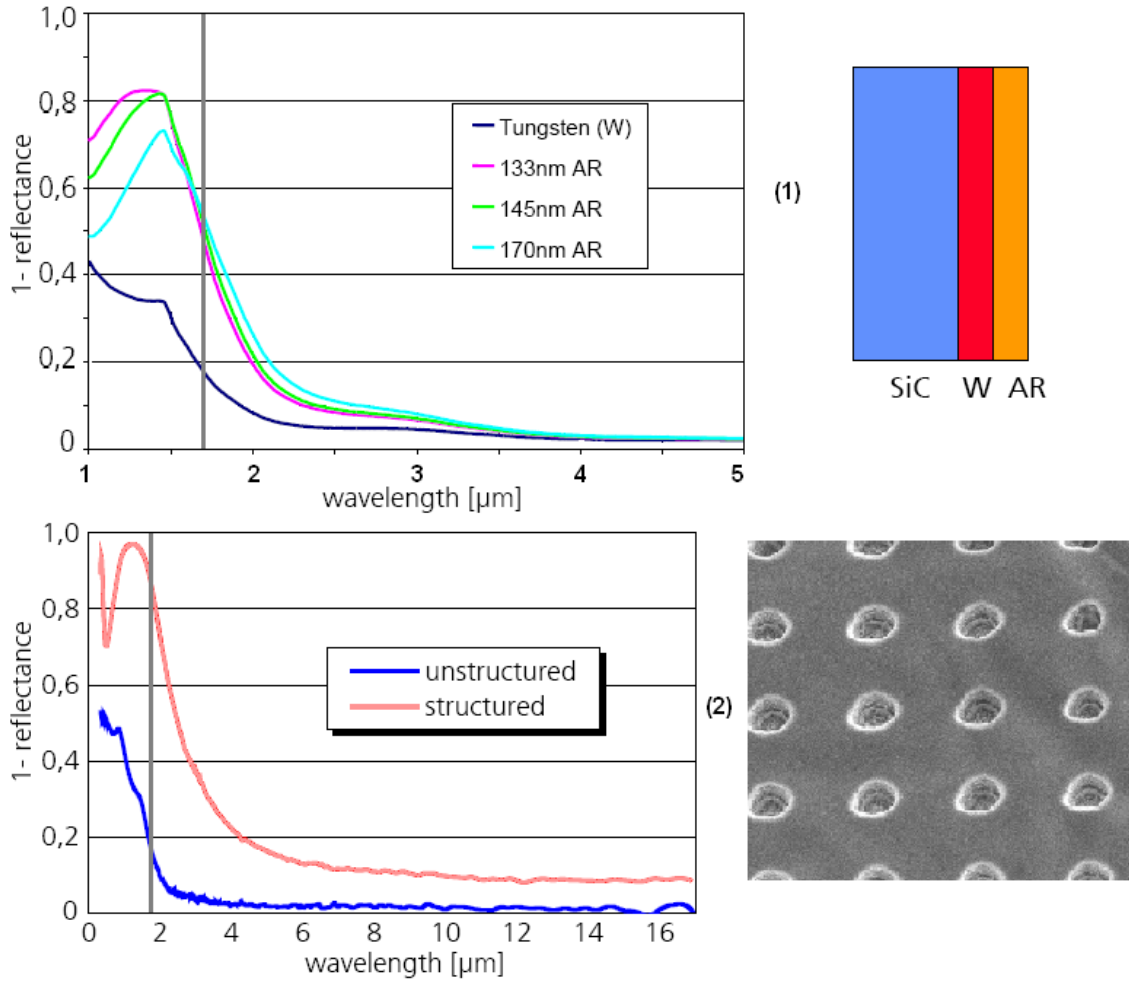 1,0
0,8
0,6
0,4
0,2
0
1- reflectance
1 2 3 4 5
wavelength [µm]
Tungsten (W)
133nm AR
145nm AR
170nm AR
(1)
SiC W AR
1,0
0,8
0,6
0,4
0,2
0
1- reflectance
0 2 4 6 8 10 12 14 16
wavelength [µm]
unstructured
structured
(2)